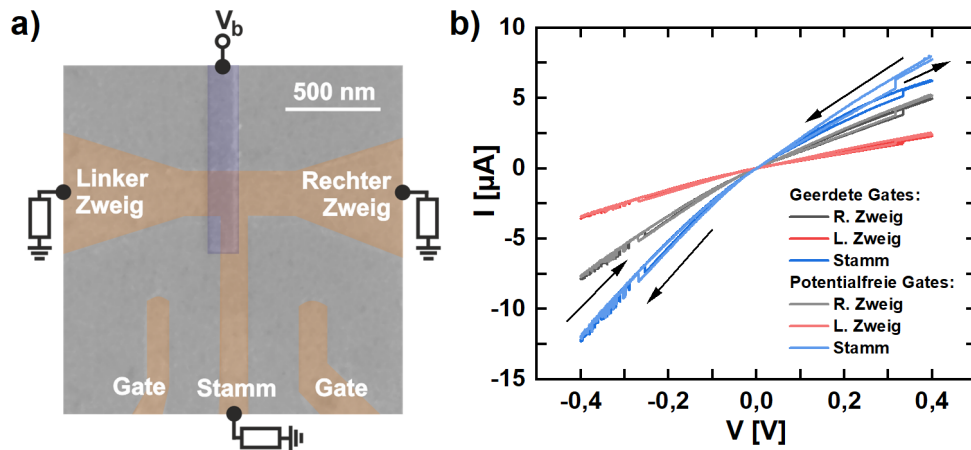 a)
V_b
500 nm
Linker
Zweig
Rechter
Zweig
Gate
Stamm
Gate
b)
10
5
0
-5
-10
-15
I [µA]
-0,4
-0,2
0,0
0,2
0,4
V [V]
Geerdete Gates:
R. Zweig
L. Zweig
Stamm
Potentialfreie Gates:
R. Zweig
L. Zweig
Stamm